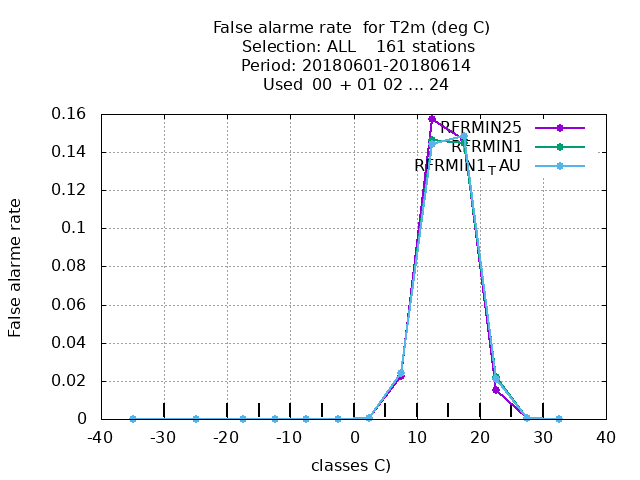 False alarme rate for T2m (deg C)
Selection: ALL 161 stations
Period: 20180601-20180614
Used 00 + 01 02 ... 24
0.16
0.14
0.12
0.1
0.08
0.06
0.04
0.02
0
False alarme rate
RFRMIN25
RFRMIN1
RFRMIN1TAU
-40 -30 -20 -10 0 10 20 30 40
classes C)